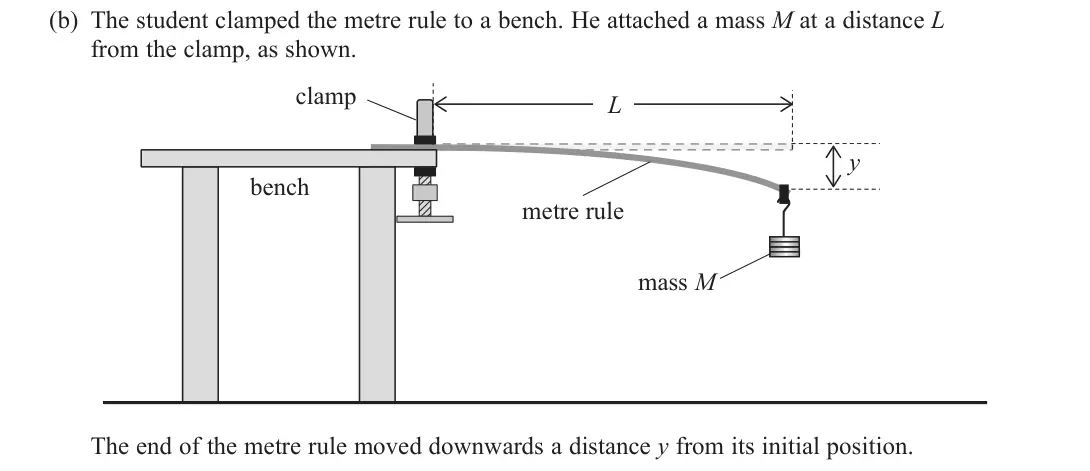 (b) The student clamped the metre rule to a bench. He attached a mass M at a distance L
from the clamp, as shown.
clamp
L
y
bench
metre rule
mass M
The end of the metre rule moved downwards a distance y from its initial position.